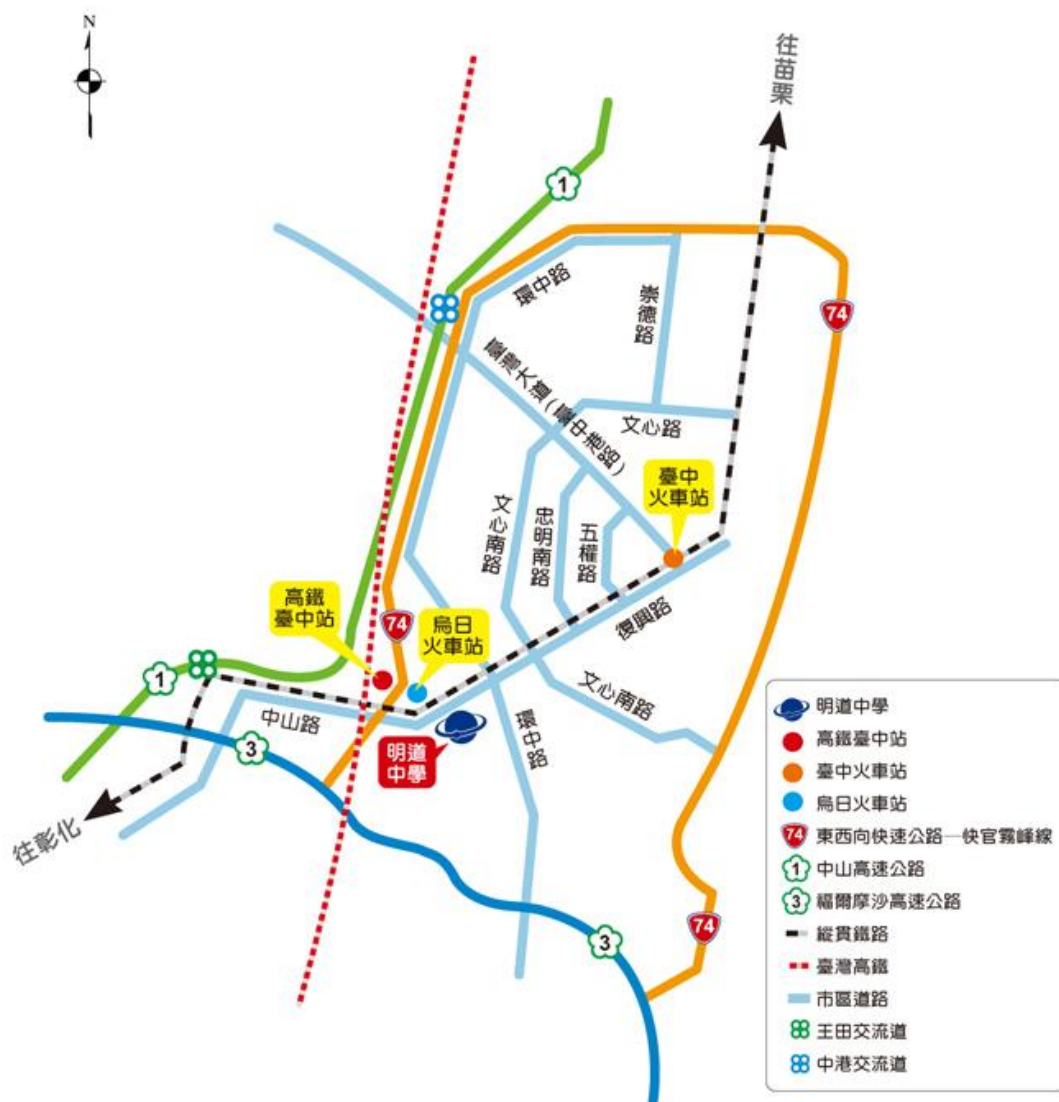 N
往苗栗
1
環中路
崇德路
74
臺灣大道(臺中港路)
文心路
臺中
火車站
文心南路
忠明南路
五權路
復興路
高鐵
臺中站
74
烏日
火車站
1
中山路
3
明道
中學
環中路
文心南路
往彰化
3
74
明道中學
高鐵臺中站
臺中火車站
烏日火車站
74 東西向快速公路—快官霧峰線
1 中山高速公路
3 福爾摩沙高速公路
縱貫鐵路
臺灣高鐵
市區道路
王田交流道
中港交流道